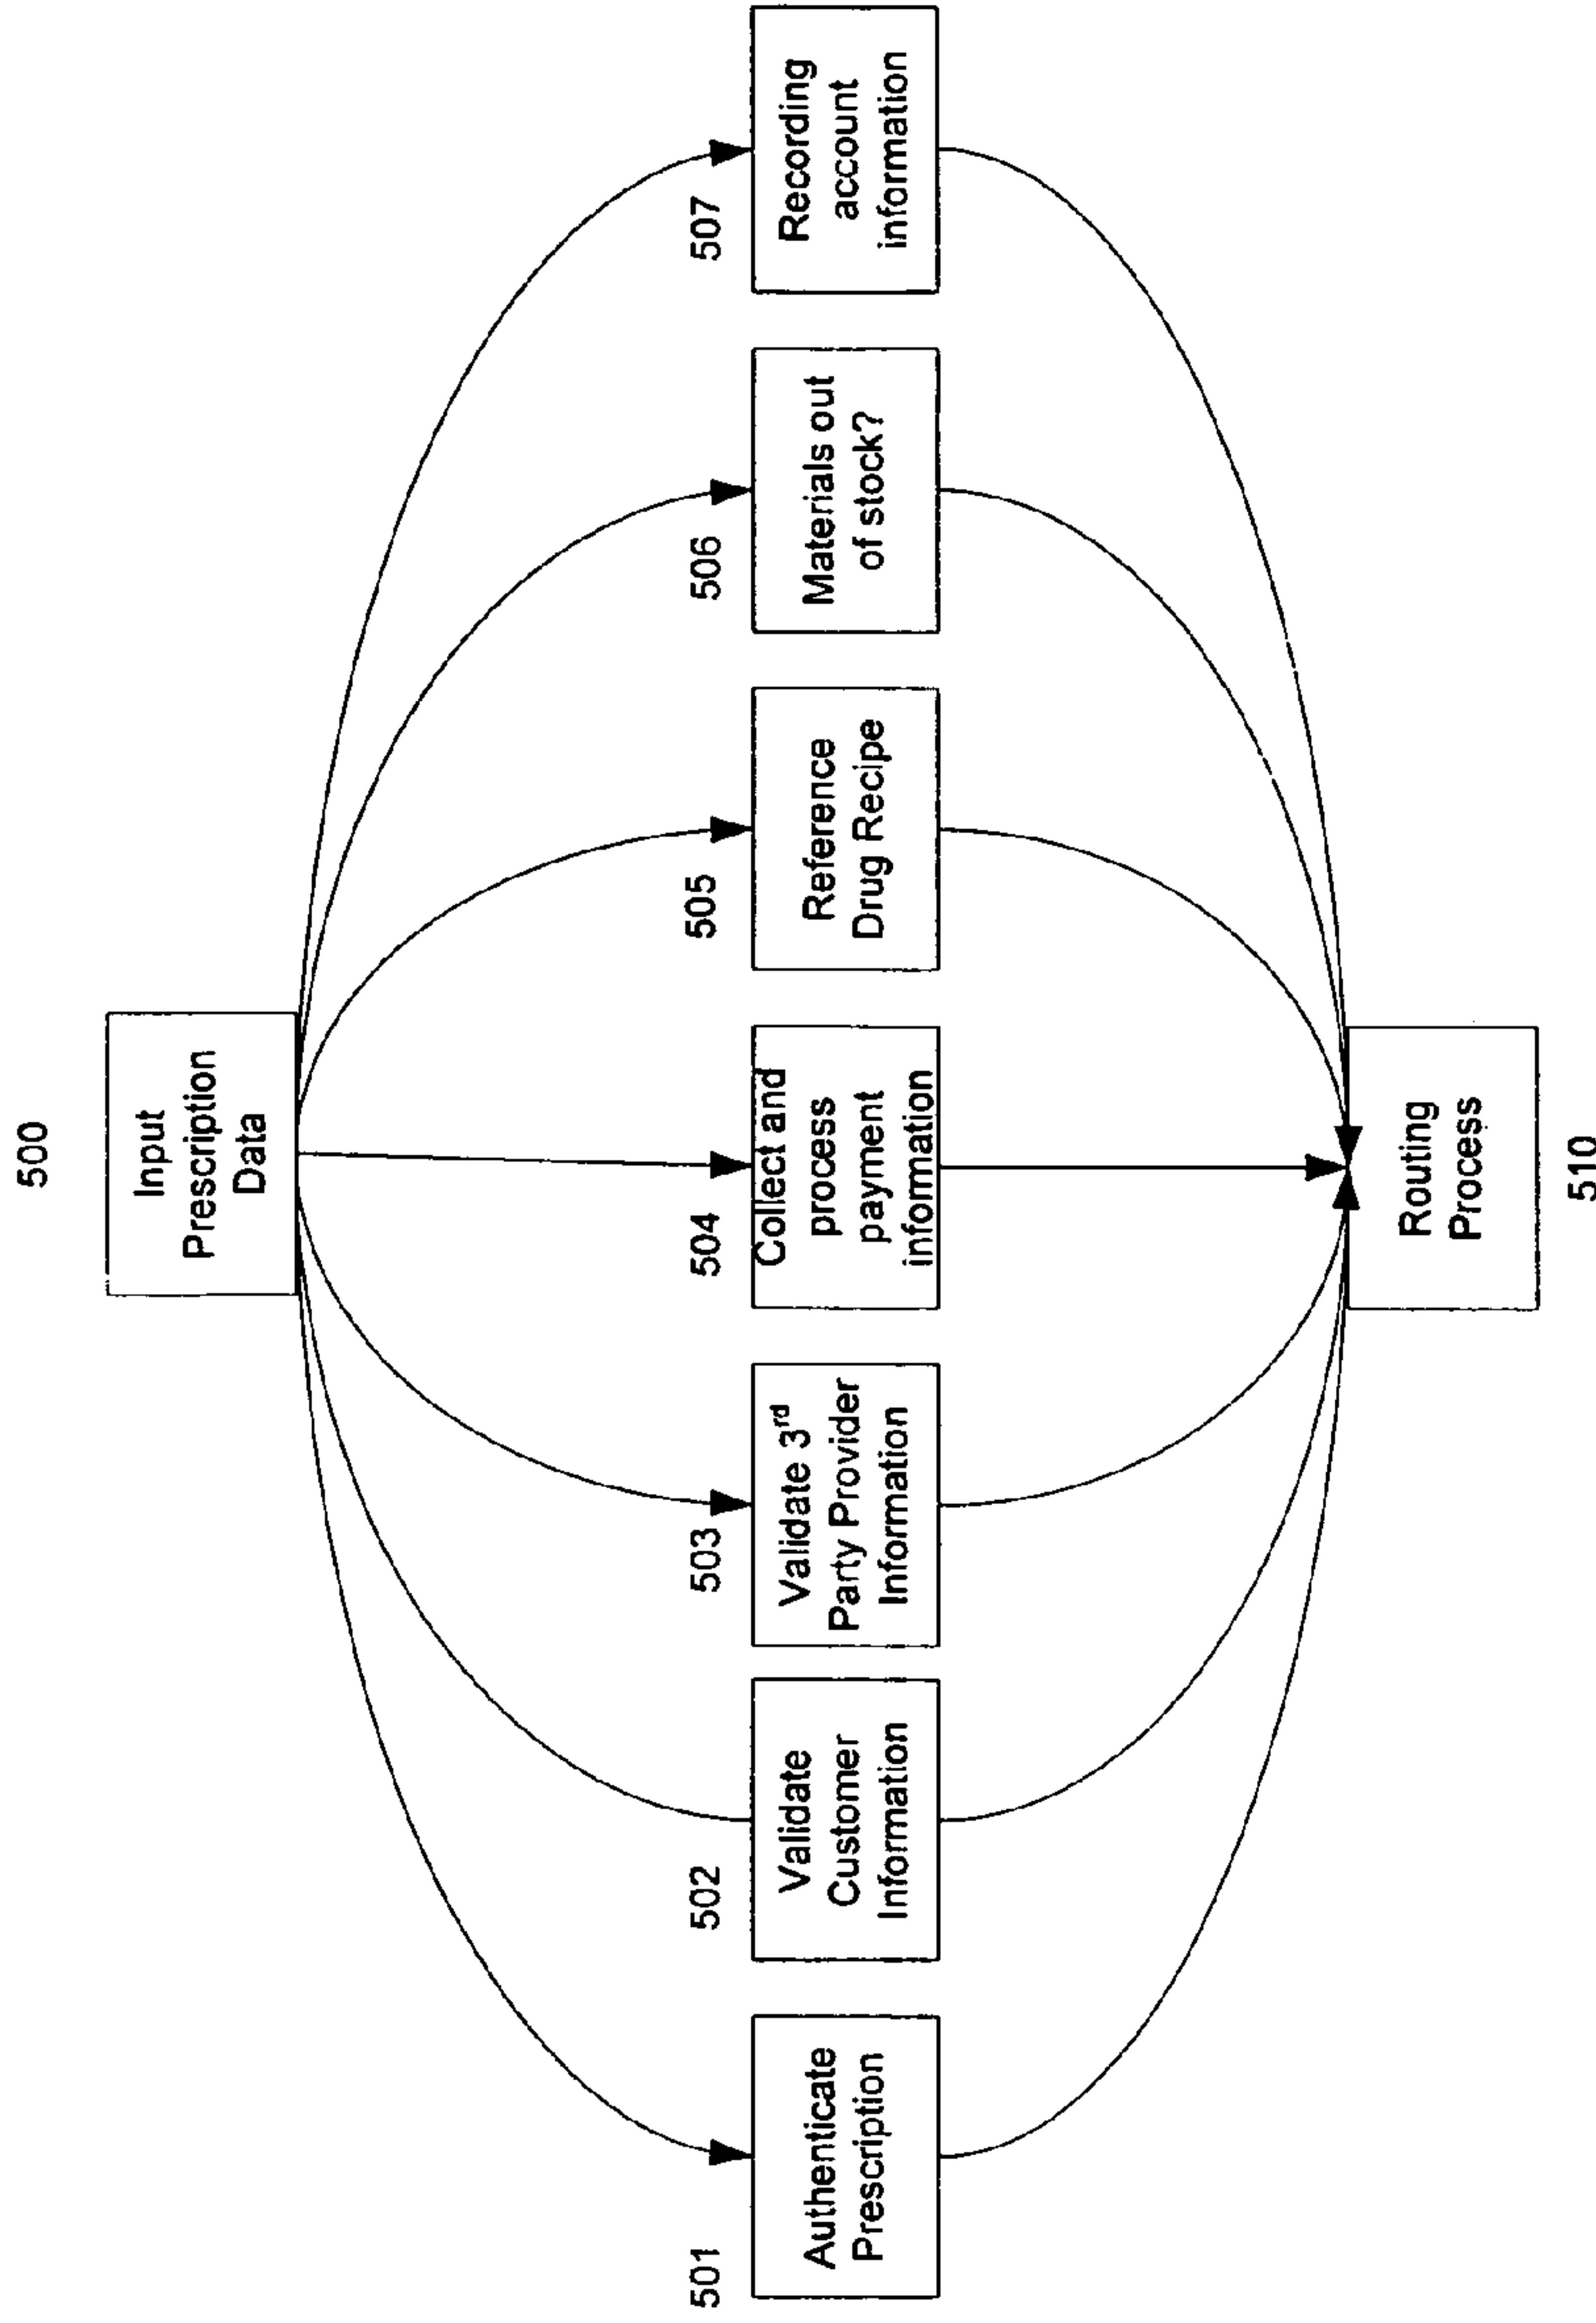 500
Input
Prescription
Data
501
Authenticate
Prescription
502
Validate
Customer
Information
503
Validate 3rd
Party Provider
Information
504
Collect and
process
payment
information
505
Reference
Drug Recipe
506
Materials out
of stock?
507
Recording
account
information
Routing
Process
510